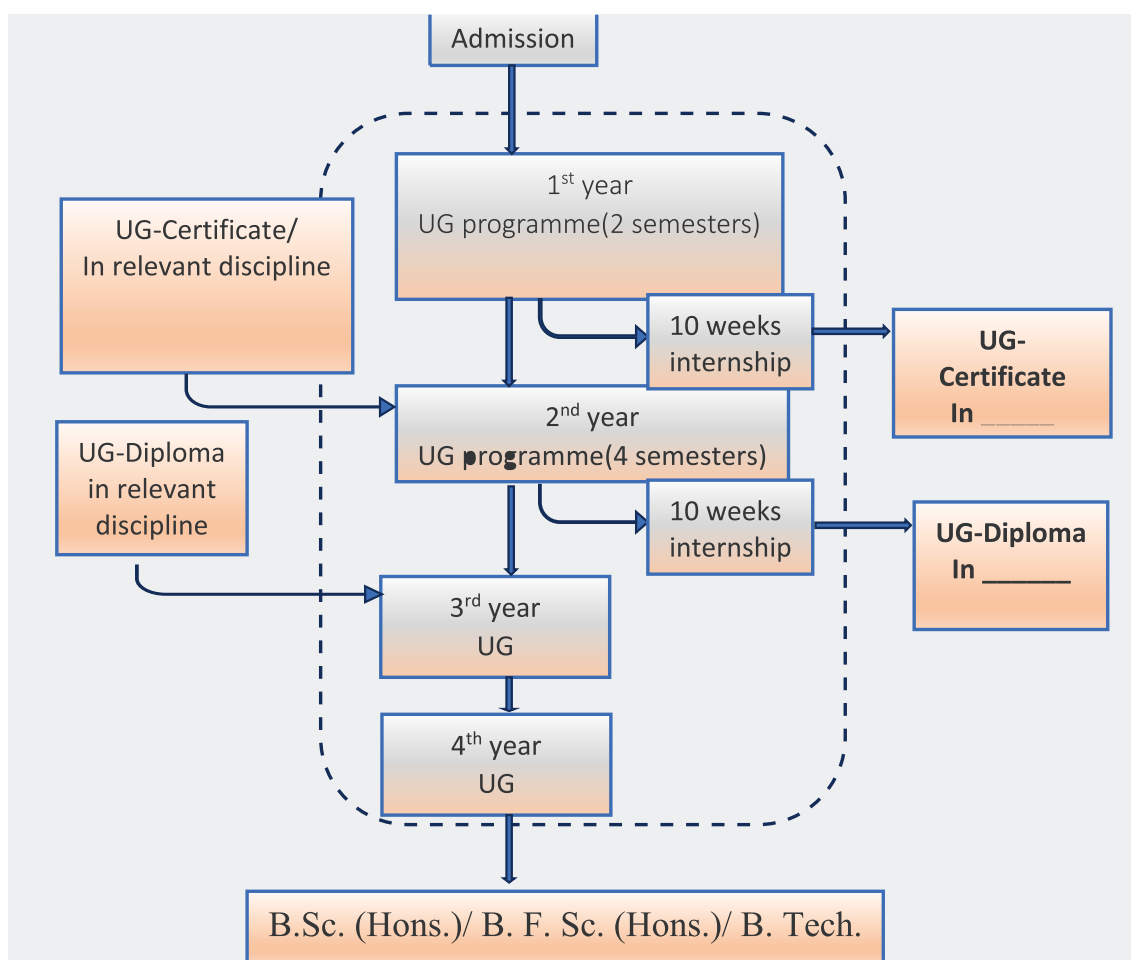 Admission
1st year
UG programme(2 semesters)
UG-Certificate/
In relevant discipline
10 weeks
internship
UG-
Certificate
In _____
2nd year
UG programme(4 semesters)
UG-Diploma
in relevant
discipline
10 weeks
internship
UG-Diploma
In ______
3rd year
UG
4th year
UG
B.Sc. (Hons.)/ B. F. Sc. (Hons.)/ B. Tech.